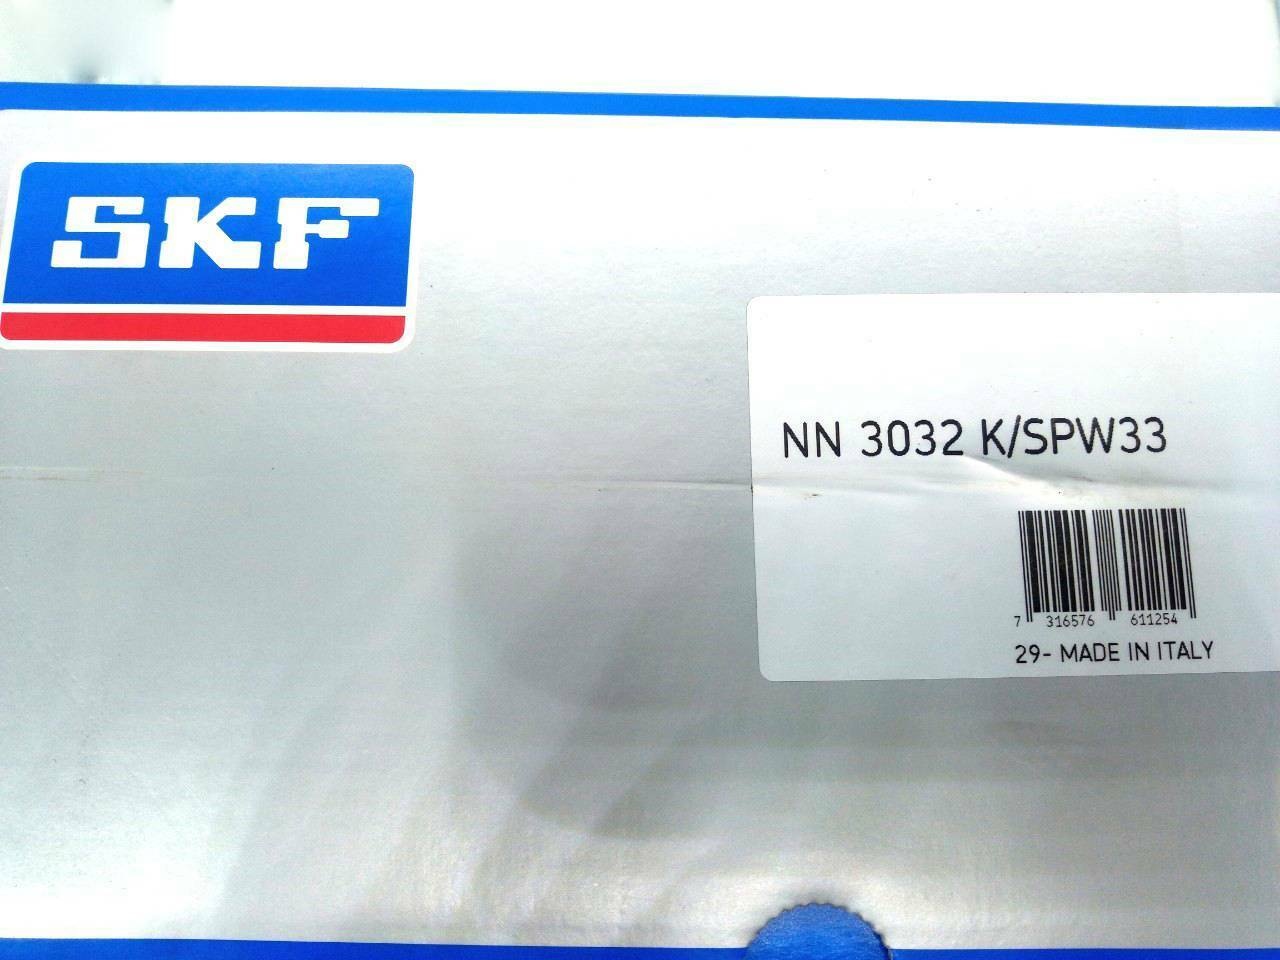 SKF
NN 3032 K/SPW33
7 316576 611254
29- MADE IN ITALY